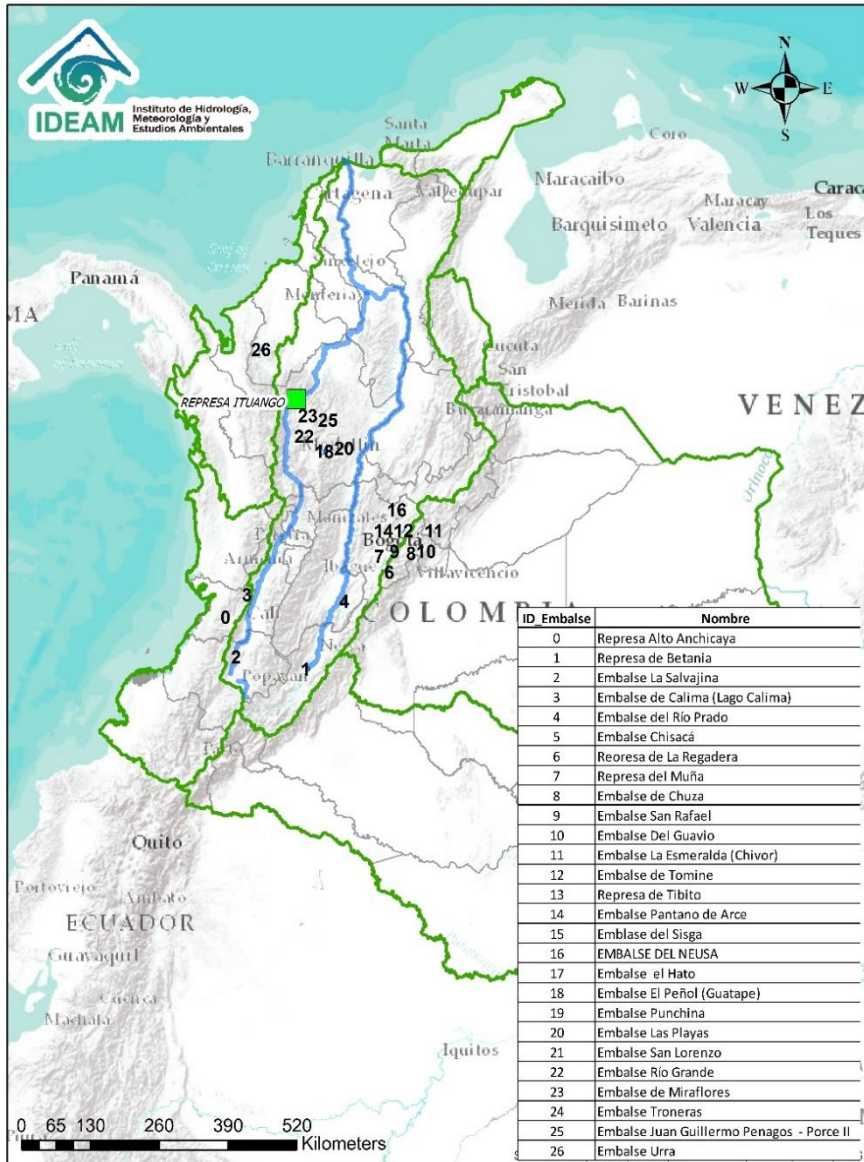 IDEAM
Instituto de Hidrología,
Meteorología y
Estudios Ambientales
N
W
E
S
Santa
Marta
Barranquilla
Coro
Maracaibo
Valledupar
Caraca
Maracay
Barquisimeto
Valencia
Los
Teques
Panamá
Montería
Merida
Barinas
MA
Cucuta
26
San
Cristobal
REPRESA ITUANGO
Bucaramanga
VENEZ
23
25
22
18
20
Orinoco
16
Manizales
14
12
11
Bogotá
7
9
8
10
Armenia
6
Ibague
Villavicencio
3
4
0
Cali
COLOMBIA
Neiva
2
1
Popayan
Pasto
Quito
Portoviejo
Ambato
ECUADOR
Guayaquil
Cuenca
Machala
Iquitos
Piura
0 65 130 260 390 520
Kilometers
ID_Embalse Nombre
0 Represa Alto Anchicaya
1 Represa de Betania
2 Embalse La Salvajina
3 Embalse de Calima (Lago Calima)
4 Embalse del Río Prado
5 Embalse Chisacá
6 Reoresa de La Regadera
7 Represa del Muña
8 Embalse de Chuza
9 Embalse San Rafael
10 Embalse Del Guavio
11 Embalse La Esmeralda (Chivor)
12 Embalse de Tomine
13 Represa de Tibito
14 Embalse Pantano de Arce
15 Emblase del Sisga
16 EMBALSE DEL NEUSA
17 Embalse el Hato
18 Embalse El Peñol (Guatape)
19 Embalse Punchina
20 Embalse Las Playas
21 Embalse San Lorenzo
22 Embalse Río Grande
23 Embalse de Miraflores
24 Embalse Troneras
25 Embalse Juan Guillermo Penagos - Porce II
26 Embalse Urra